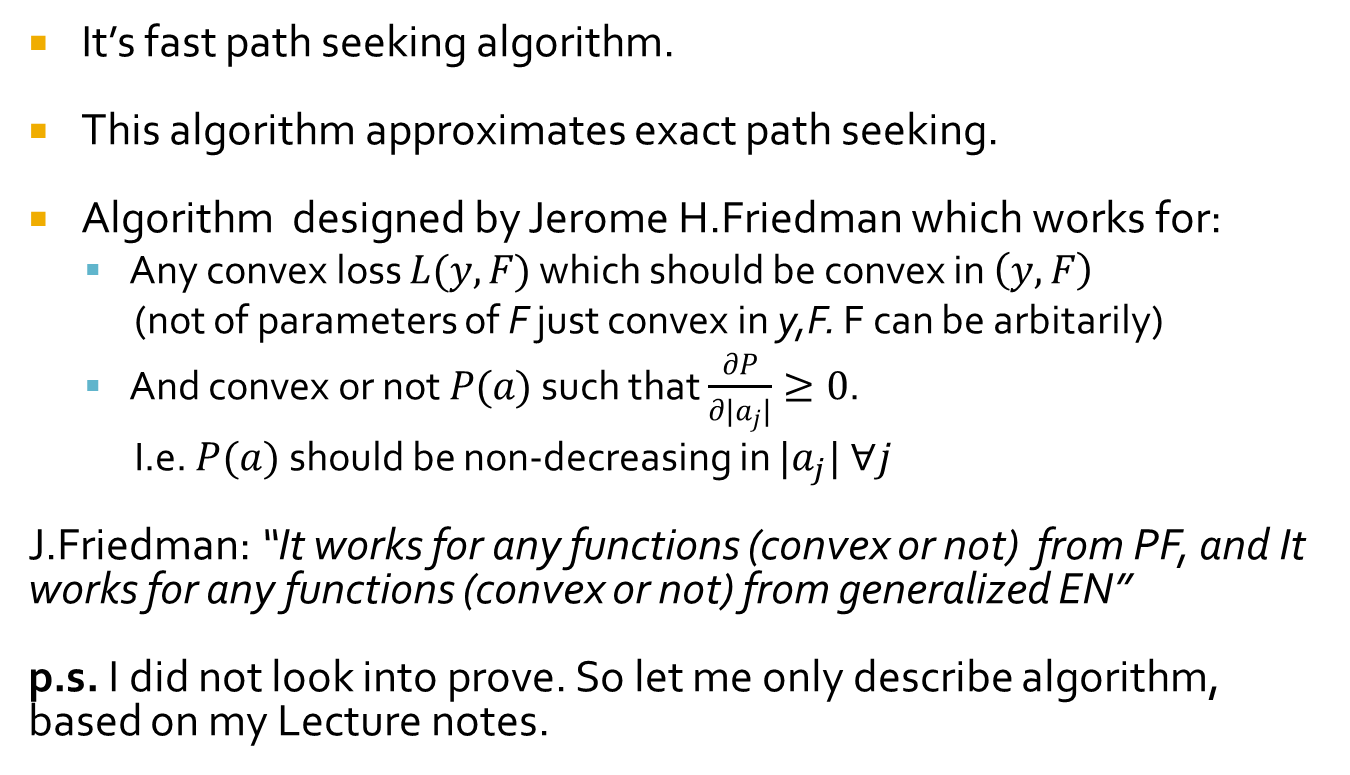 ▪ It's fast path seeking algorithm.
▪ This algorithm approximates exact path seeking.
▪ Algorithm designed by Jerome H.Friedman which works for:
▪ Any convex loss L(y, F) which should be convex in (y, F)
(not of parameters of F just convex in y,F. F can be arbitarily)
▪ And convex or not P(a) such that ∂P/∂|aⱼ| ≥ 0.
I.e. P(a) should be non-decreasing in |aⱼ| ∀j
J.Friedman: “It works for any functions (convex or not) from PF, and It
works for any functions (convex or not) from generalized EN”
p.s. I did not look into prove. So let me only describe algorithm,
based on my Lecture notes.